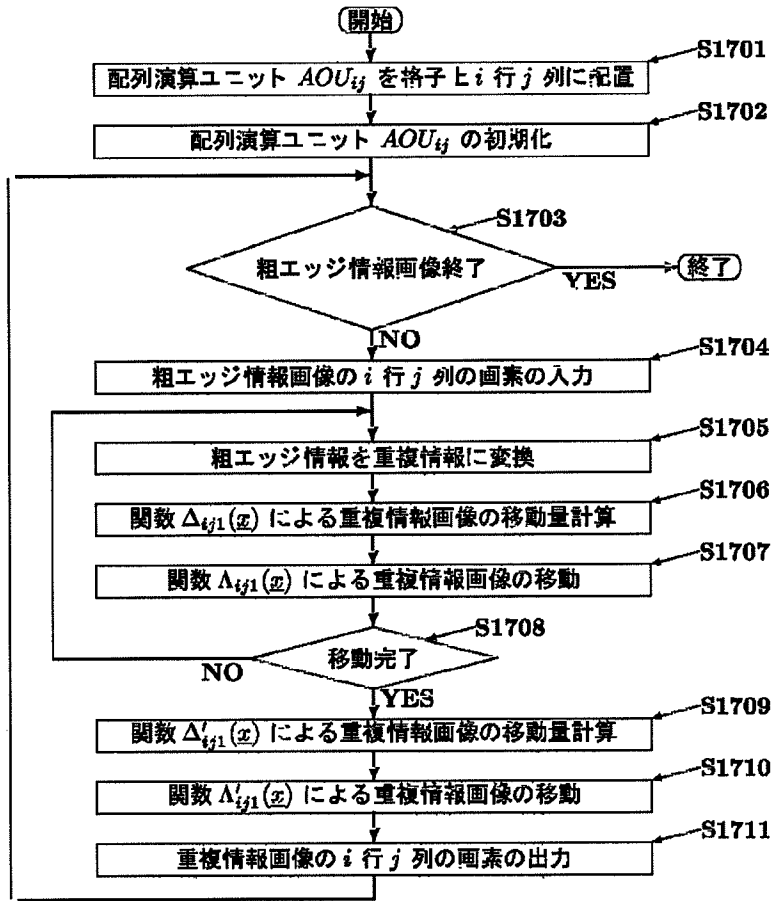 開始
S1701
配列演算ユニット AOU_{ij} を格子上 i 行 j 列に配置
S1702
配列演算ユニット AOU_{ij} の初期化
S1703
粗エッジ情報画像終了
YES
終了
NO
S1704
粗エッジ情報画像の i 行 j 列の画素の入力
S1705
粗エッジ情報を重複情報に変換
S1706
関数 Δ_{ij1}(x) による重複情報画像の移動量計算
S1707
関数 Λ_{ij1}(x) による重複情報画像の移動
S1708
移動完了
NO
YES
S1709
関数 Δ'_{ij1}(x) による重複情報画像の移動量計算
S1710
関数 Λ'_{ij1}(x) による重複情報画像の移動
S1711
重複情報画像の i 行 j 列の画素の出力